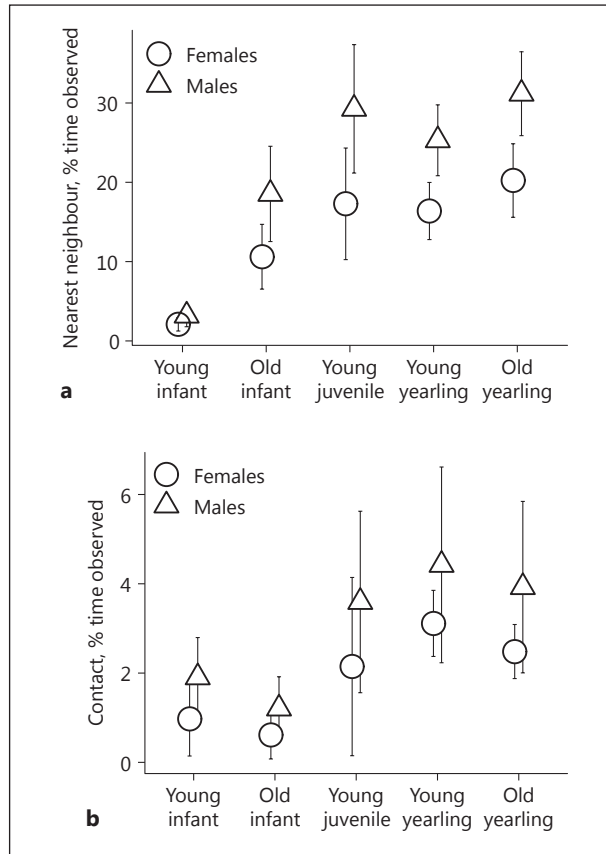 Females
Males
Nearest neighbour, % time observed
30
20
10
0
Young infant
Old infant
Young juvenile
Young yearling
Old yearling
a
Females
Males
Contact, % time observed
6
4
2
0
Young infant
Old infant
Young juvenile
Young yearling
Old yearling
b